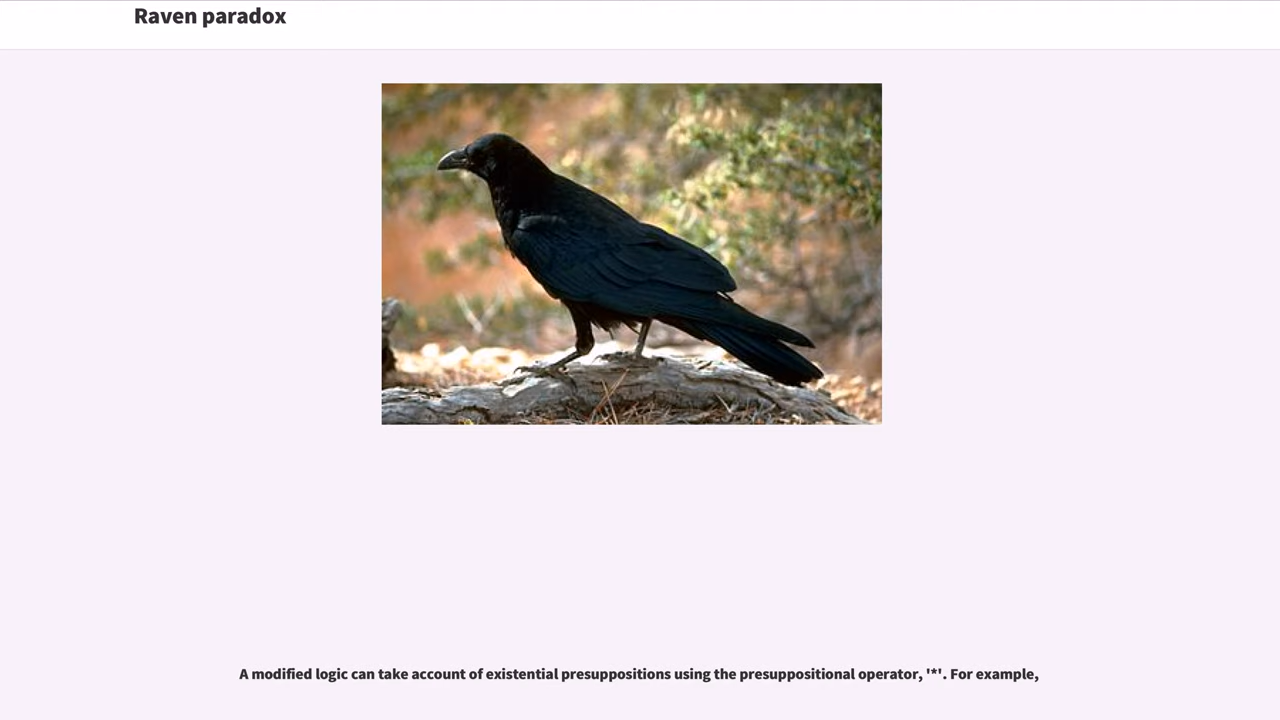 Raven paradox
A modified logic can take account of existential presuppositions using the presuppositional operator, '*'. For example,